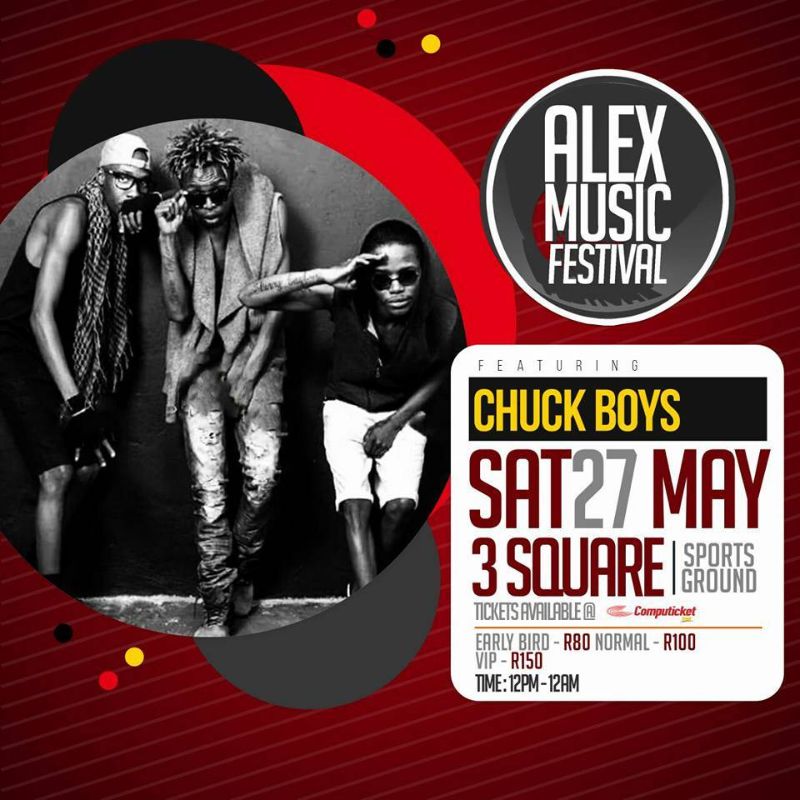 ALEX
MUSIC
FESTIVAL
FEATURING
CHUCK BOYS
SAT27 MAY
3 SQUARE | SPORTS GROUND
TICKETS AVAILABLE @ Computicket
EARLY BIRD - R80 NORMAL - R100
VIP - R150
TIME : 12PM - 12AM